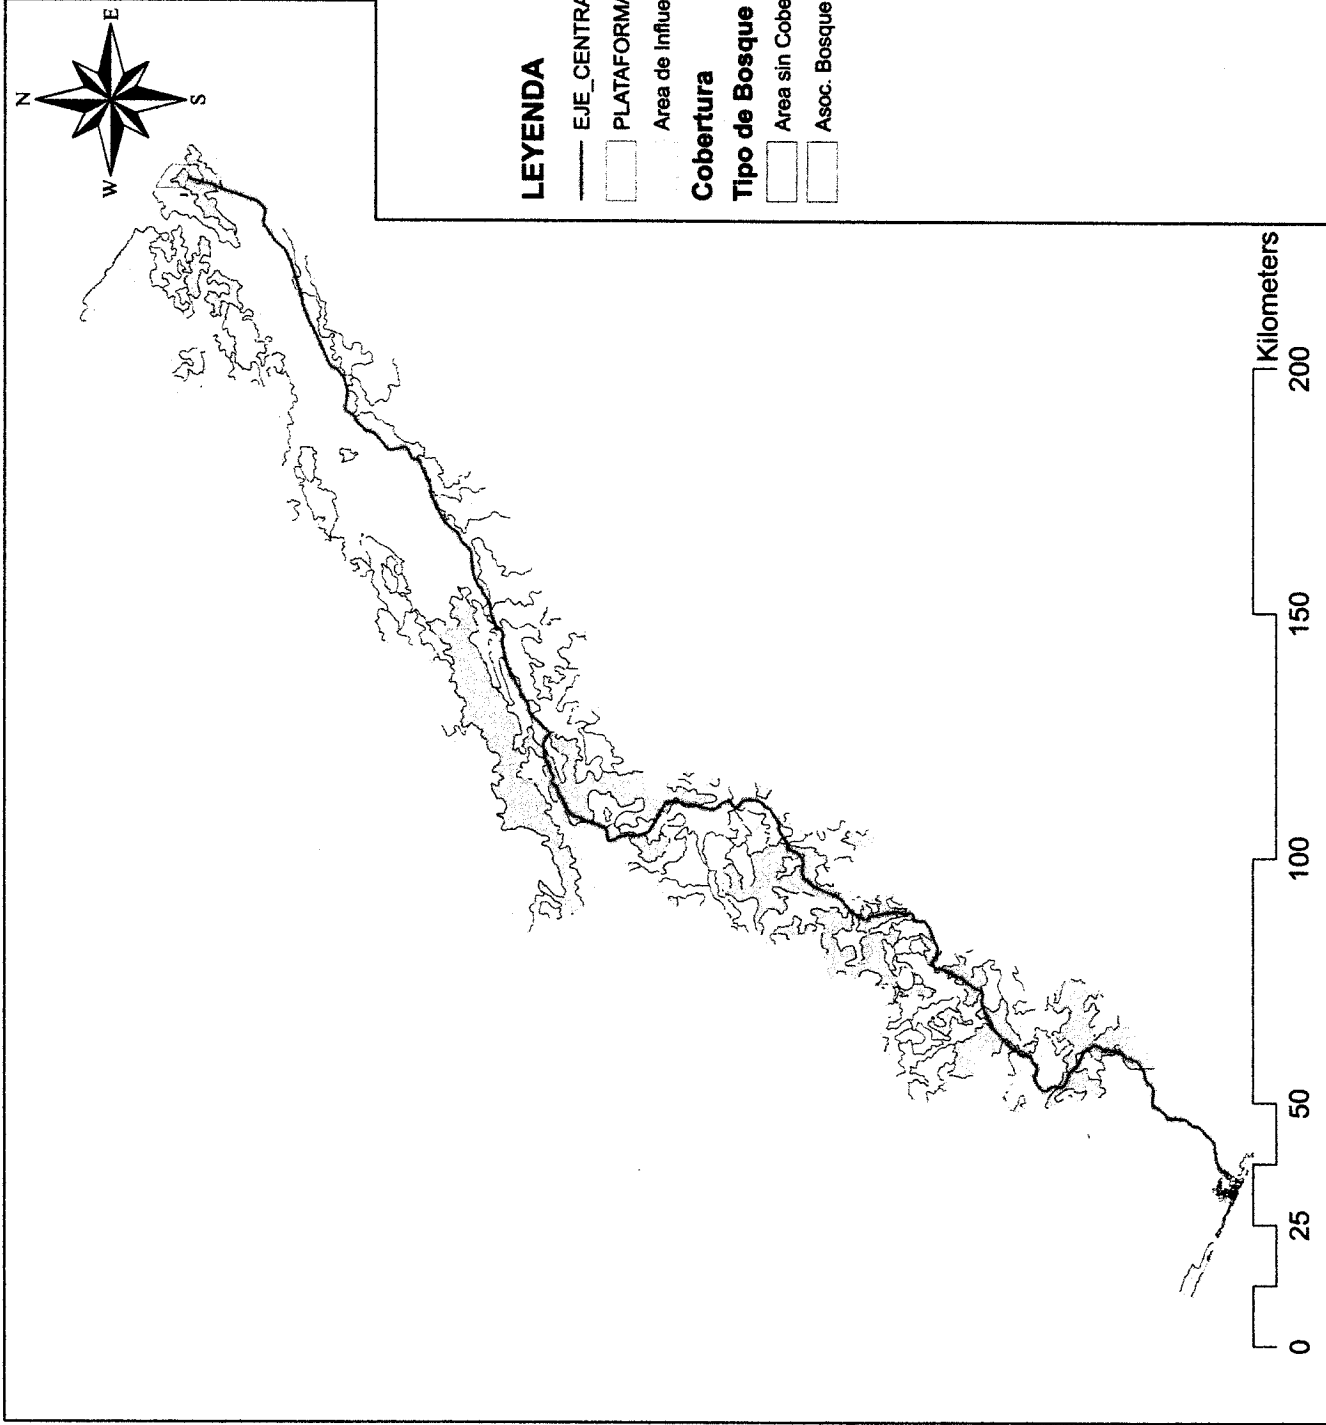 N
E
W
S
LEYENDA
EJE_CENTRA
PLATAFORMA
Area de Influe
Cobertura
Tipo de Bosque
Area sin Cobe
Asoc. Bosque
0 25 50 100 150 200
Kilometers